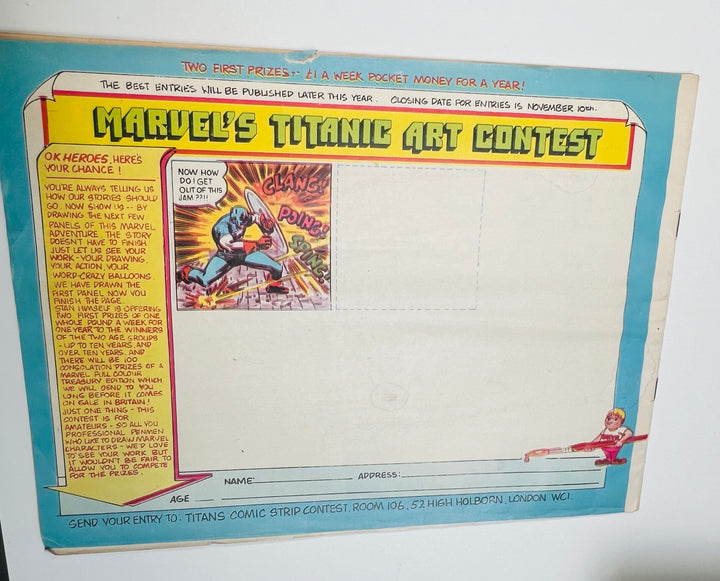 TWO FIRST PRIZES:- £1 A WEEK POCKET MONEY FOR A YEAR!
THE BEST ENTRIES WILL BE PUBLISHED LATER THIS YEAR. CLOSING DATE FOR ENTRIES IS NOVEMBER 10th.
MARVEL'S TITANIC ART CONTEST
OK HEROES, HERE'S
YOUR CHANCE!
YOU'RE ALWAYS TELLING US
HOW OUR STORIES SHOULD
GO. NOW SHOW US -- BY
DRAWING THE NEXT FEW
PANELS OF THIS MARVEL
ADVENTURE. THE STORY
DOESN'T HAVE TO FINISH
JUST LET US SEE YOUR
WORK - YOUR DRAWING,
YOUR ACTION, YOUR
WORD-CRAZY BALLOONS.
WE HAVE DRAWN THE
FIRST PANEL NOW YOU
FINISH THE PAGE.
STAN HIMSELF IS OFFERING
TWO FIRST PRIZES OF ONE
WHOLE POUND A WEEK FOR
ONE YEAR TO THE WINNERS
OF THE TWO AGE GROUPS
- UP TO TEN YEARS, AND
OVER TEN YEARS. AND
THERE WILL BE 100
CONSOLATION PRIZES OF A
MARVEL FULL COLOUR
TREASURY EDITION WHICH
WE WILL SEND TO YOU
LONG BEFORE IT COMES
ON SALE IN BRITAIN!
JUST ONE THING - THIS
CONTEST IS FOR
AMATEURS - SO ALL YOU
PROFESSIONAL PENMEN
WHO LIKE TO DRAW MARVEL
CHARACTERS - WE'D LOVE
TO SEE YOUR WORK BUT
IT WOULDN'T BE FAIR TO
ALLOW YOU TO COMPETE
FOR THE PRIZES.
NOW HOW
DO I GET
OUT OF THIS
JAM ??!!
CLANG!
POING!
SPLING!
NAME: ADDRESS:
AGE
SEND YOUR ENTRY TO - TITANS COMIC STRIP CONTEST, ROOM 106, 52 HIGH HOLBORN, LONDON WC1.